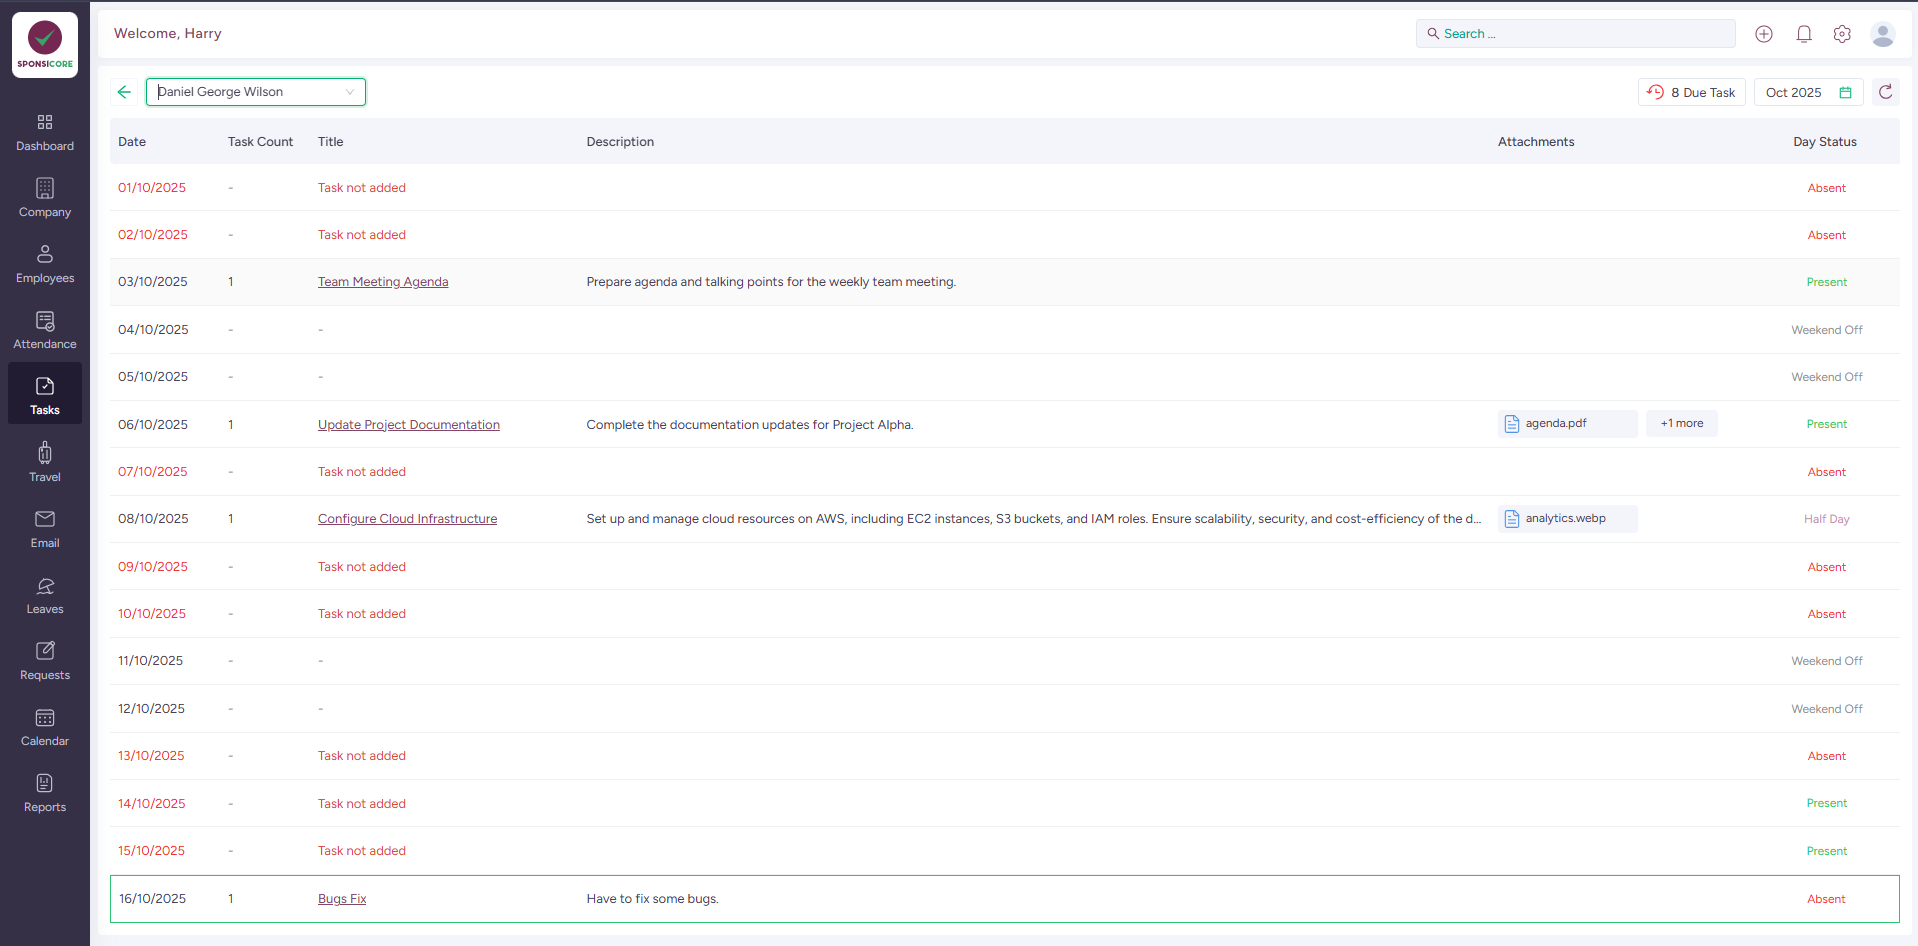 SPONSICORE
Welcome, Harry
Search ...
Daniel George Wilson
8 Due Task
Oct 2025
Dashboard
Company
Employees
Attendance
Tasks
Travel
Email
Leaves
Requests
Calendar
Reports
Date Task Count Title Description Attachments Day Status
01/10/2025 - Task not added Absent
02/10/2025 - Task not added Absent
03/10/2025 1 Team Meeting Agenda Prepare agenda and talking points for the weekly team meeting. Present
04/10/2025 - - Weekend Off
05/10/2025 - - Weekend Off
06/10/2025 1 Update Project Documentation Complete the documentation updates for Project Alpha. agenda.pdf +1 more Present
07/10/2025 - Task not added Absent
08/10/2025 1 Configure Cloud Infrastructure Set up and manage cloud resources on AWS, including EC2 instances, S3 buckets, and IAM roles. Ensure scalability, security, and cost-efficiency of the d... analytics.webp Half Day
09/10/2025 - Task not added Absent
10/10/2025 - Task not added Absent
11/10/2025 - - Weekend Off
12/10/2025 - - Weekend Off
13/10/2025 - Task not added Absent
14/10/2025 - Task not added Present
15/10/2025 - Task not added Present
16/10/2025 1 Bugs Fix Have to fix some bugs. Absent